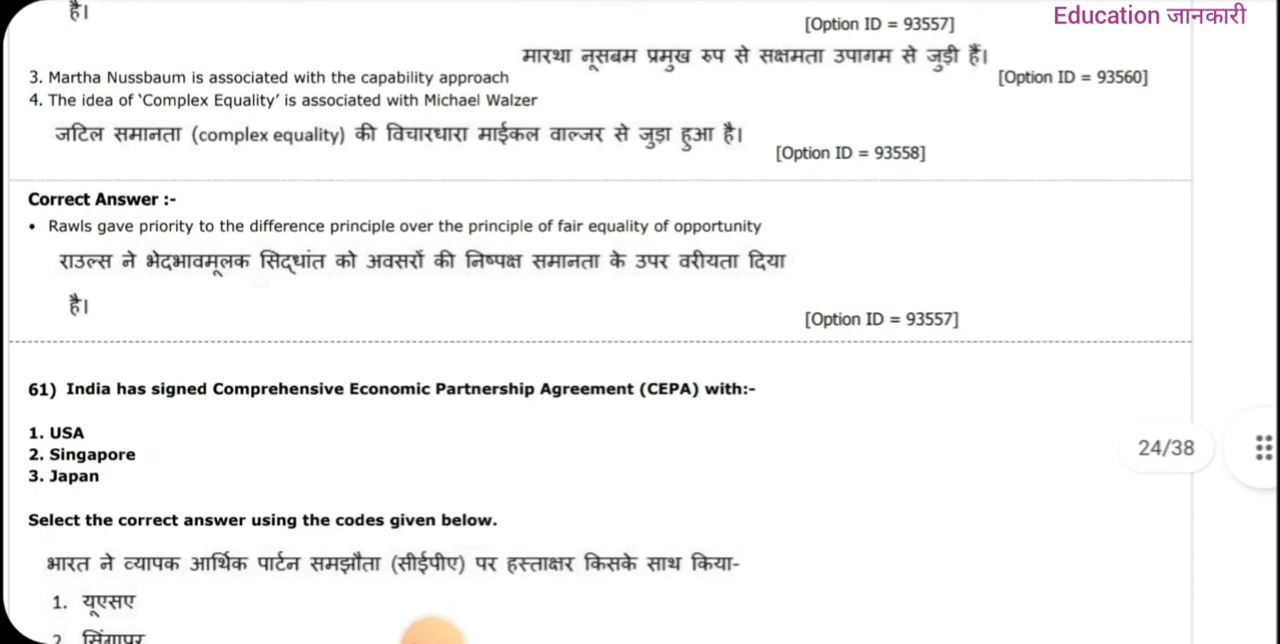 है।
[Option ID = 93557]
Education जानकारी
मारथा नूसबम प्रमुख रुप से सक्षमता उपागम से जुड़ी हैं।
3. Martha Nussbaum is associated with the capability approach
[Option ID = 93560]
4. The idea of ‘Complex Equality’ is associated with Michael Walzer
जटिल समानता (complex equality) की विचारधारा माईकल वाल्जर से जुड़ा हुआ है।
[Option ID = 93558]
Correct Answer :-
• Rawls gave priority to the difference principle over the principle of fair equality of opportunity
राउल्स ने भेदभावमूलक सिद्धांत को अवसरों की निष्पक्ष समानता के उपर वरीयता दिया
है।
[Option ID = 93557]
61) India has signed Comprehensive Economic Partnership Agreement (CEPA) with:-
1. USA
2. Singapore
3. Japan
24/38
Select the correct answer using the codes given below.
भारत ने व्यापक आर्थिक पार्टन समझौता (सीईपीए) पर हस्ताक्षर किसके साथ किया-
1. यूएसए
2. सिंगापुर